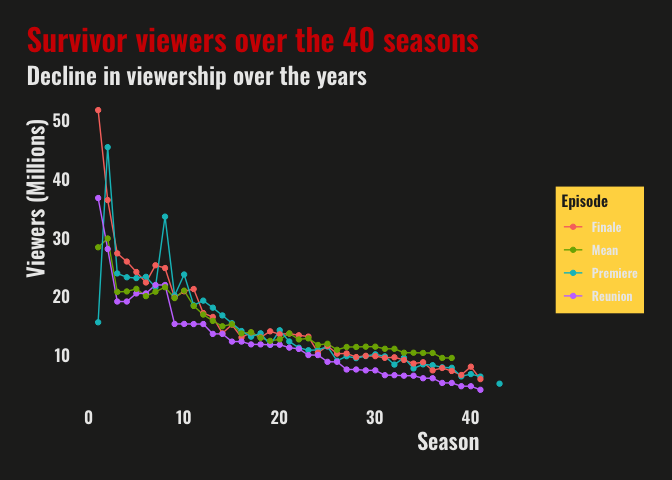 Survivor viewers over the 40 seasons
Decline in viewership over the years
Viewers (Millions)
50
40
30
20
10
0 10 20 30 40
Season
Episode
Finale
Mean
Premiere
Reunion